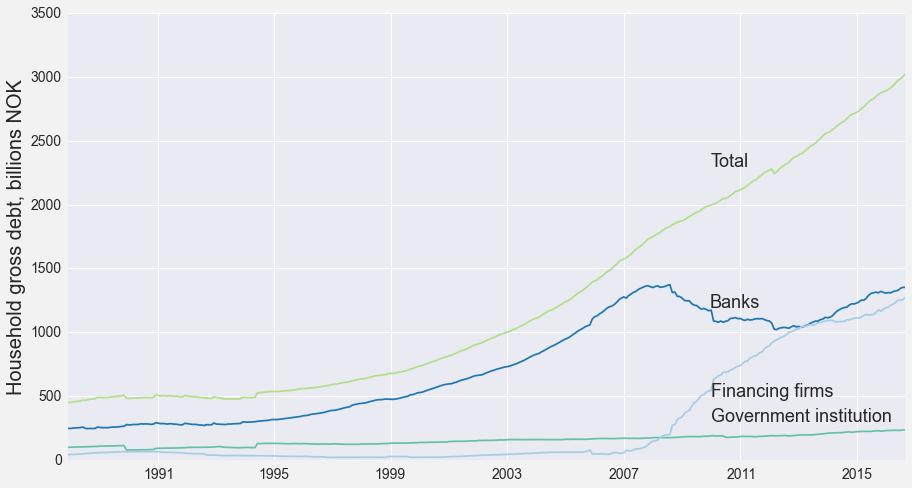 Household gross debt, billions NOK
3500
3000
2500
2000
1500
1000
500
0
Total
Banks
Financing firms
Government institution
1991 1995 1999 2003 2007 2011 2015